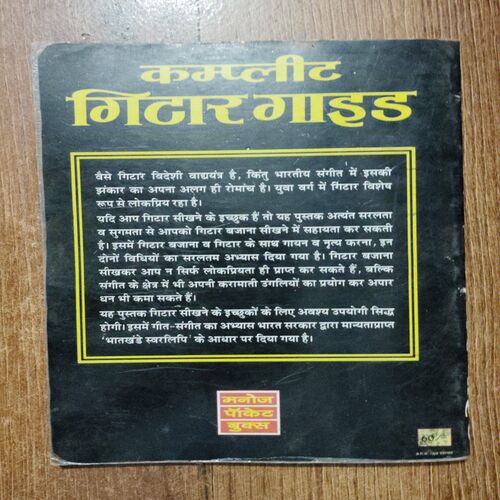 कम्पलीट
गिटार गाइड
वैसे गिटार विदेशी वाद्ययंत्र है, किंतु भारतीय संगीत में इसकी
झंकार का अपना अलग ही रोमांच है। युवा वर्ग में गिटार विशेष
रूप से लोकप्रिय रहा है।
यदि आप गिटार सीखने के इच्छुक हैं तो यह पुस्तक अत्यंत सरलता
व सुगमता से आपको गिटार बजाना सीखने में सहायता कर सकती
है। इसमें गिटार बजाना व गिटार के साथ गायन व नृत्य करना, इन
दोनों विधियों का सरलतम अभ्यास दिया गया है। गिटार बजाना
सीखकर आप न सिर्फ लोकप्रियता ही प्राप्त कर सकते हैं, बल्कि
संगीत के क्षेत्र में भी अपनी करामाती उंगलियों का प्रयोग कर अपार
धन भी कमा सकते हैं।
यह पुस्तक गिटार सीखने के इच्छुकों के लिए अवश्य उपयोगी सिद्ध
होगी। इसमें गीत-संगीत का अभ्यास भारत सरकार द्वारा मान्यताप्राप्त
'भातखंडे स्वरलिपि' के आधार पर दिया गया है।
मनोज
पॉकेट
बुक्स
60/-